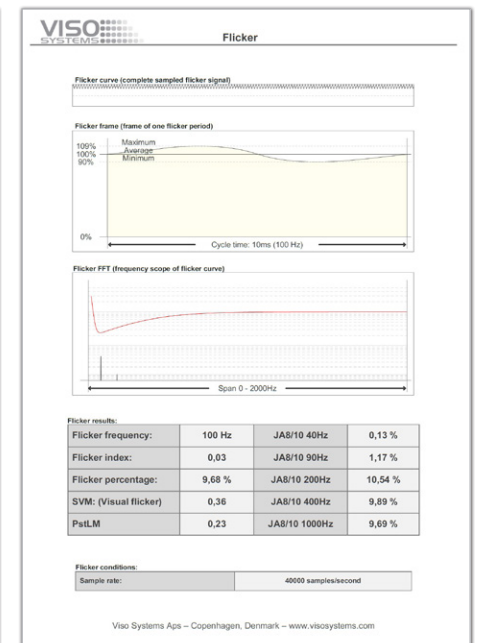 VISO
SYSTEMS
Flicker
Flicker curve (complete sampled flicker signal)
Flicker frame (frame of one flicker period)
109% Maximum
100% Average
90% Minimum
0%
Cycle time: 10ms (100 Hz)
Flicker FFT (frequency scope of flicker curve)
Span 0 - 2000Hz
Flicker results:
Flicker frequency: 100 Hz JA8/10 40Hz 0,13 %
Flicker index: 0,03 JA8/10 90Hz 1,17 %
Flicker percentage: 9,68 % JA8/10 200Hz 10,54 %
SVM: (Visual flicker) 0,36 JA8/10 400Hz 9,89 %
PstLM 0,23 JA8/10 1000Hz 9,69 %
Flicker conditions:
Sample rate: 40000 samples/second
Viso Systems Aps – Copenhagen, Denmark – www.visosystems.com